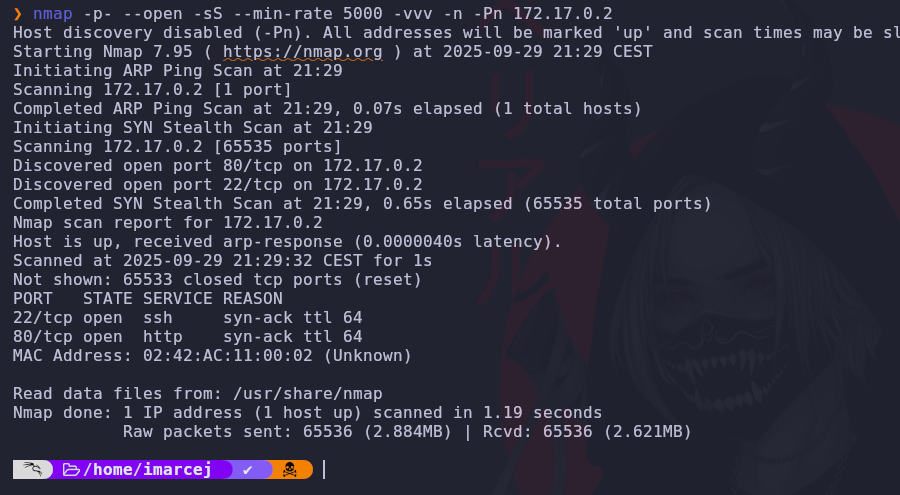 ❯ nmap -p- --open -sS --min-rate 5000 -vvv -n -Pn 172.17.0.2
Host discovery disabled (-Pn). All addresses will be marked 'up' and scan times may be
Starting Nmap 7.95 ( https://nmap.org ) at 2025-09-29 21:29 CEST
Initiating ARP Ping Scan at 21:29
Scanning 172.17.0.2 [1 port]
Completed ARP Ping Scan at 21:29, 0.07s elapsed (1 total hosts)
Initiating SYN Stealth Scan at 21:29
Scanning 172.17.0.2 [65535 ports]
Discovered open port 80/tcp on 172.17.0.2
Discovered open port 22/tcp on 172.17.0.2
Completed SYN Stealth Scan at 21:29, 0.65s elapsed (65535 total ports)
Nmap scan report for 172.17.0.2
Host is up, received arp-response (0.0000040s latency).
Scanned at 2025-09-29 21:29:32 CEST for 1s
Not shown: 65533 closed tcp ports (reset)
PORT   STATE SERVICE REASON
22/tcp open  ssh     syn-ack ttl 64
80/tcp open  http    syn-ack ttl 64
MAC Address: 02:42:AC:11:00:02 (Unknown)
Read data files from: /usr/share/nmap
Nmap done: 1 IP address (1 host up) scanned in 1.19 seconds
Raw packets sent: 65536 (2.884MB) | Rcvd: 65536 (2.621MB)
/home/imarcej ✔